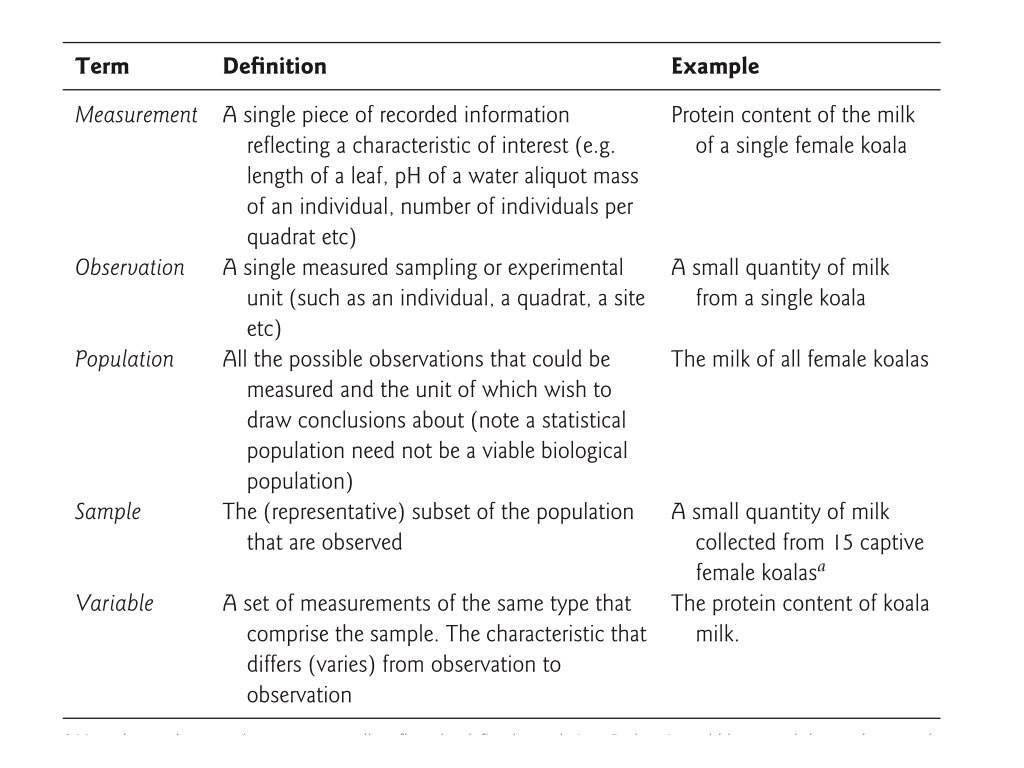 Term Definition Example
Measurement A single piece of recorded information Protein content of the milk
reflecting a characteristic of interest (e.g. of a single female koala
length of a leaf, pH of a water aliquot mass
of an individual, number of individuals per
quadrat etc)
Observation A single measured sampling or experimental A small quantity of milk
unit (such as an individual, a quadrat, a site from a single koala
etc)
Population All the possible observations that could be The milk of all female koalas
measured and the unit of which wish to
draw conclusions about (note a statistical
population need not be a viable biological
population)
Sample The (representative) subset of the population A small quantity of milk
that are observed collected from 15 captive
female koalasᵃ
Variable A set of measurements of the same type that The protein content of koala
comprise the sample. The characteristic that milk.
differs (varies) from observation to
observation